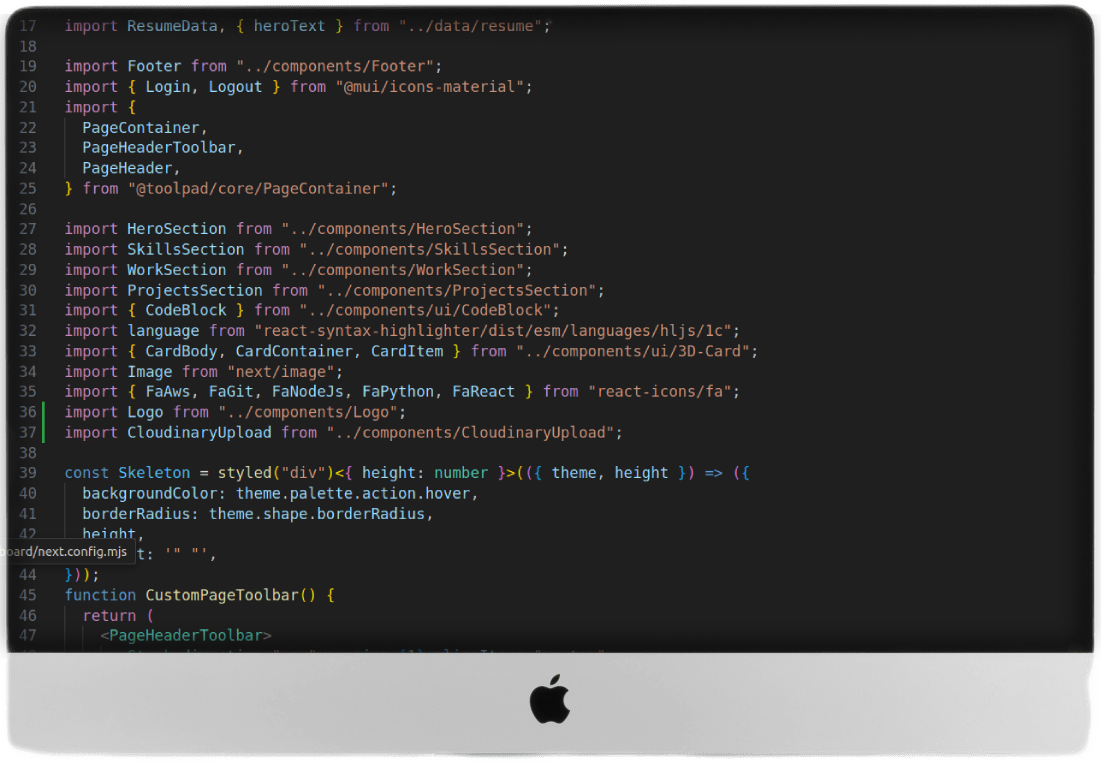 17 import ResumeData, { heroText } from "../data/resume";
18
19 import Footer from "../components/Footer";
20 import { Login, Logout } from "@mui/icons-material";
21 import {
22 PageContainer,
23 PageHeaderToolbar,
24 PageHeader,
25 } from "@toolpad/core/PageContainer";
26
27 import HeroSection from "../components/HeroSection";
28 import SkillsSection from "../components/SkillsSection";
29 import WorkSection from "../components/WorkSection";
30 import ProjectsSection from "../components/ProjectsSection";
31 import { CodeBlock } from "../components/ui/CodeBlock";
32 import language from "react-syntax-highlighter/dist/esm/languages/hljs/1c";
33 import { CardBody, CardContainer, CardItem } from "../components/ui/3D-Card";
34 import Image from "next/image";
35 import { FaAws, FaGit, FaNodeJs, FaPython, FaReact } from "react-icons/fa";
36 import Logo from "../components/Logo";
37 import CloudinaryUpload from "../components/CloudinaryUpload";
38
39 const Skeleton = styled("div")<{ height: number }>(({ theme, height }) => ({
40 backgroundColor: theme.palette.action.hover,
41 borderRadius: theme.shape.borderRadius,
42 height,
board/next.config.mjs t: '" "',
44 }));
45 function CustomPageToolbar() {
46 return (
47 <PageHeaderToolbar>